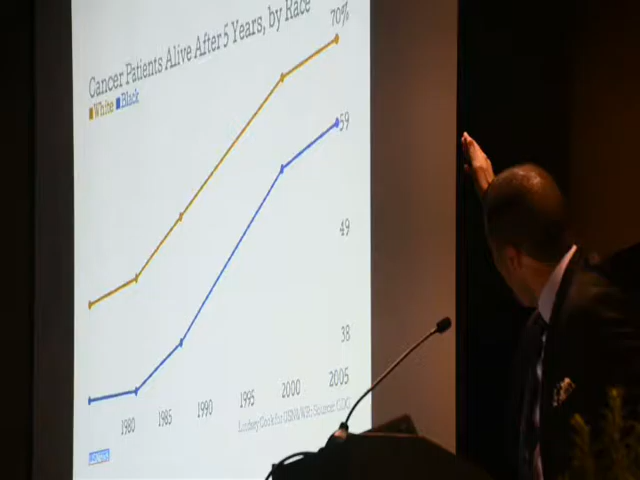 Cancer Patients Alive After 5 Years, by Race
70%
White Black
59
49
38
1980 1985 1990 1995 2000 2005